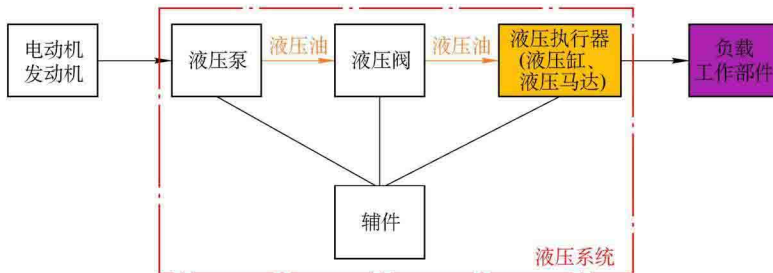 电动机
发动机
液压泵
液压油
液压阀
液压油
液压执行器
(液压缸、
液压马达)
负载
工作部件
辅件
液压系统